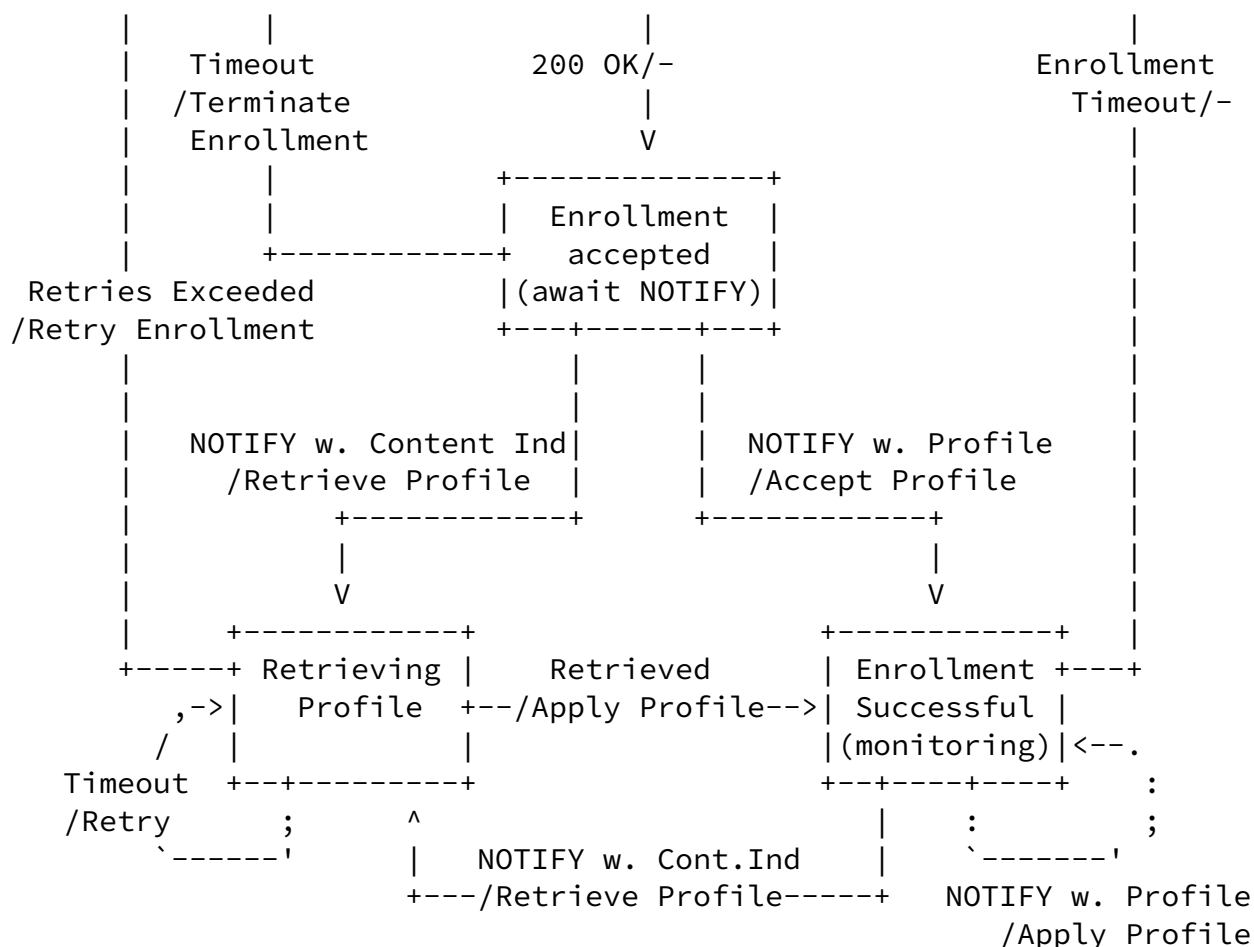 Timeout 200 OK/- Enrollment
/Terminate Timeout/-
Enrollment V
Enrollment
accepted
Retries Exceeded (await NOTIFY)
/Retry Enrollment
NOTIFY w. Content Ind NOTIFY w. Profile
/Retrieve Profile /Accept Profile
V V
Retrieving Retrieved Enrollment
Profile /Apply Profile Successful
(monitoring)
Timeout
/Retry
NOTIFY w. Cont.Ind
/Retrieve Profile NOTIFY w. Profile
/Apply Profile